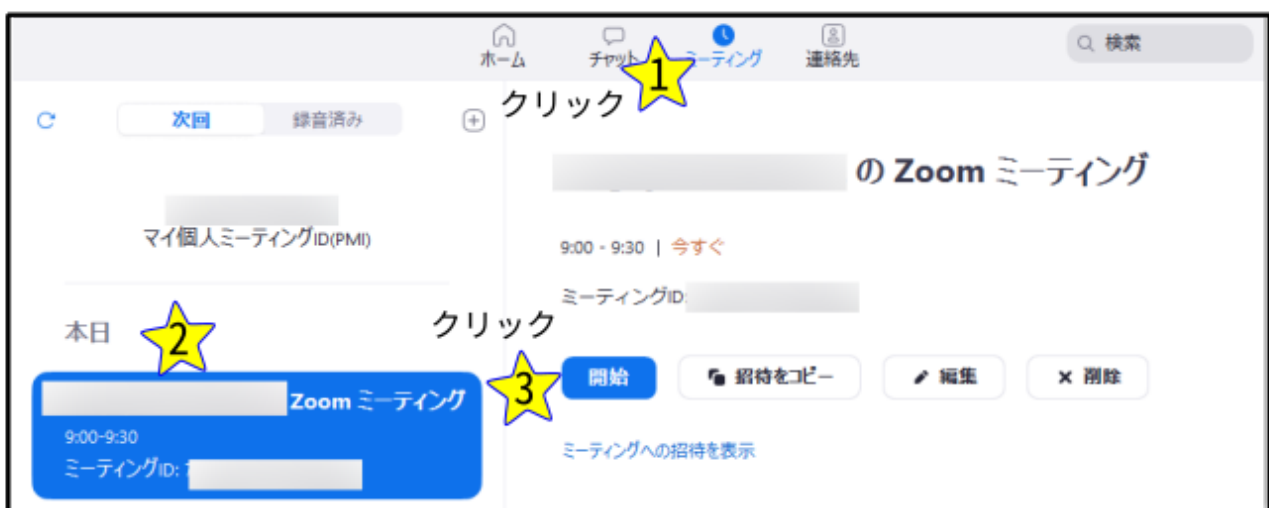 ホーム チャット ミーティング 連絡先 検索
1
クリック
次回 録音済み
の Zoom ミーティング
マイ個人ミーティングID(PMI)
9:00 - 9:30 | 今すぐ
ミーティングID:
本日
2
クリック
3
開始 招待をコピー 編集 削除
Zoom ミーティング
9:00-9:30
ミーティングID:
ミーティングへの招待を表示